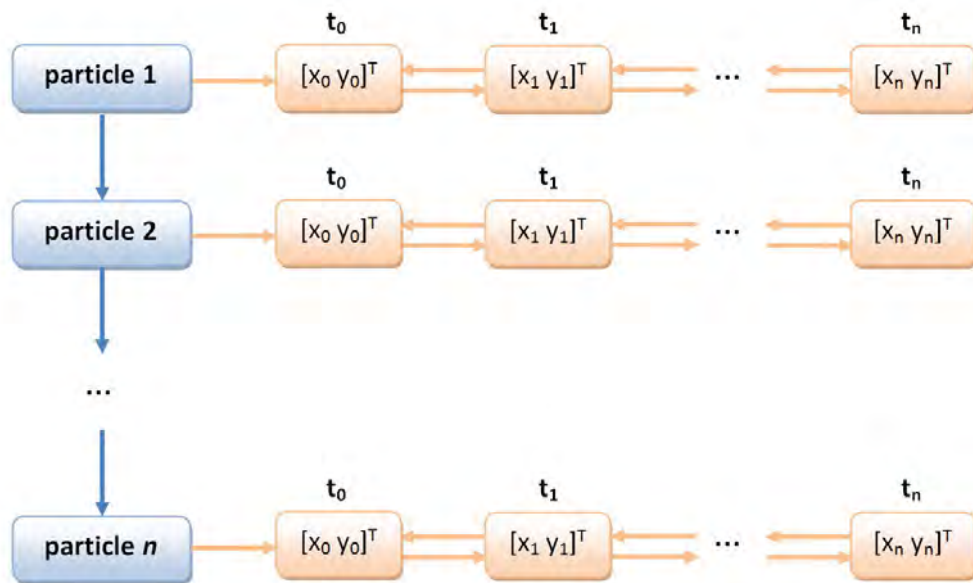 t₀ t₁ tₙ
particle 1 [x₀ y₀]ᵀ [x₁ y₁]ᵀ ... [xₙ yₙ]ᵀ
t₀ t₁ tₙ
particle 2 [x₀ y₀]ᵀ [x₁ y₁]ᵀ ... [xₙ yₙ]ᵀ
...
t₀ t₁ tₙ
particle n [x₀ y₀]ᵀ [x₁ y₁]ᵀ ... [xₙ yₙ]ᵀ